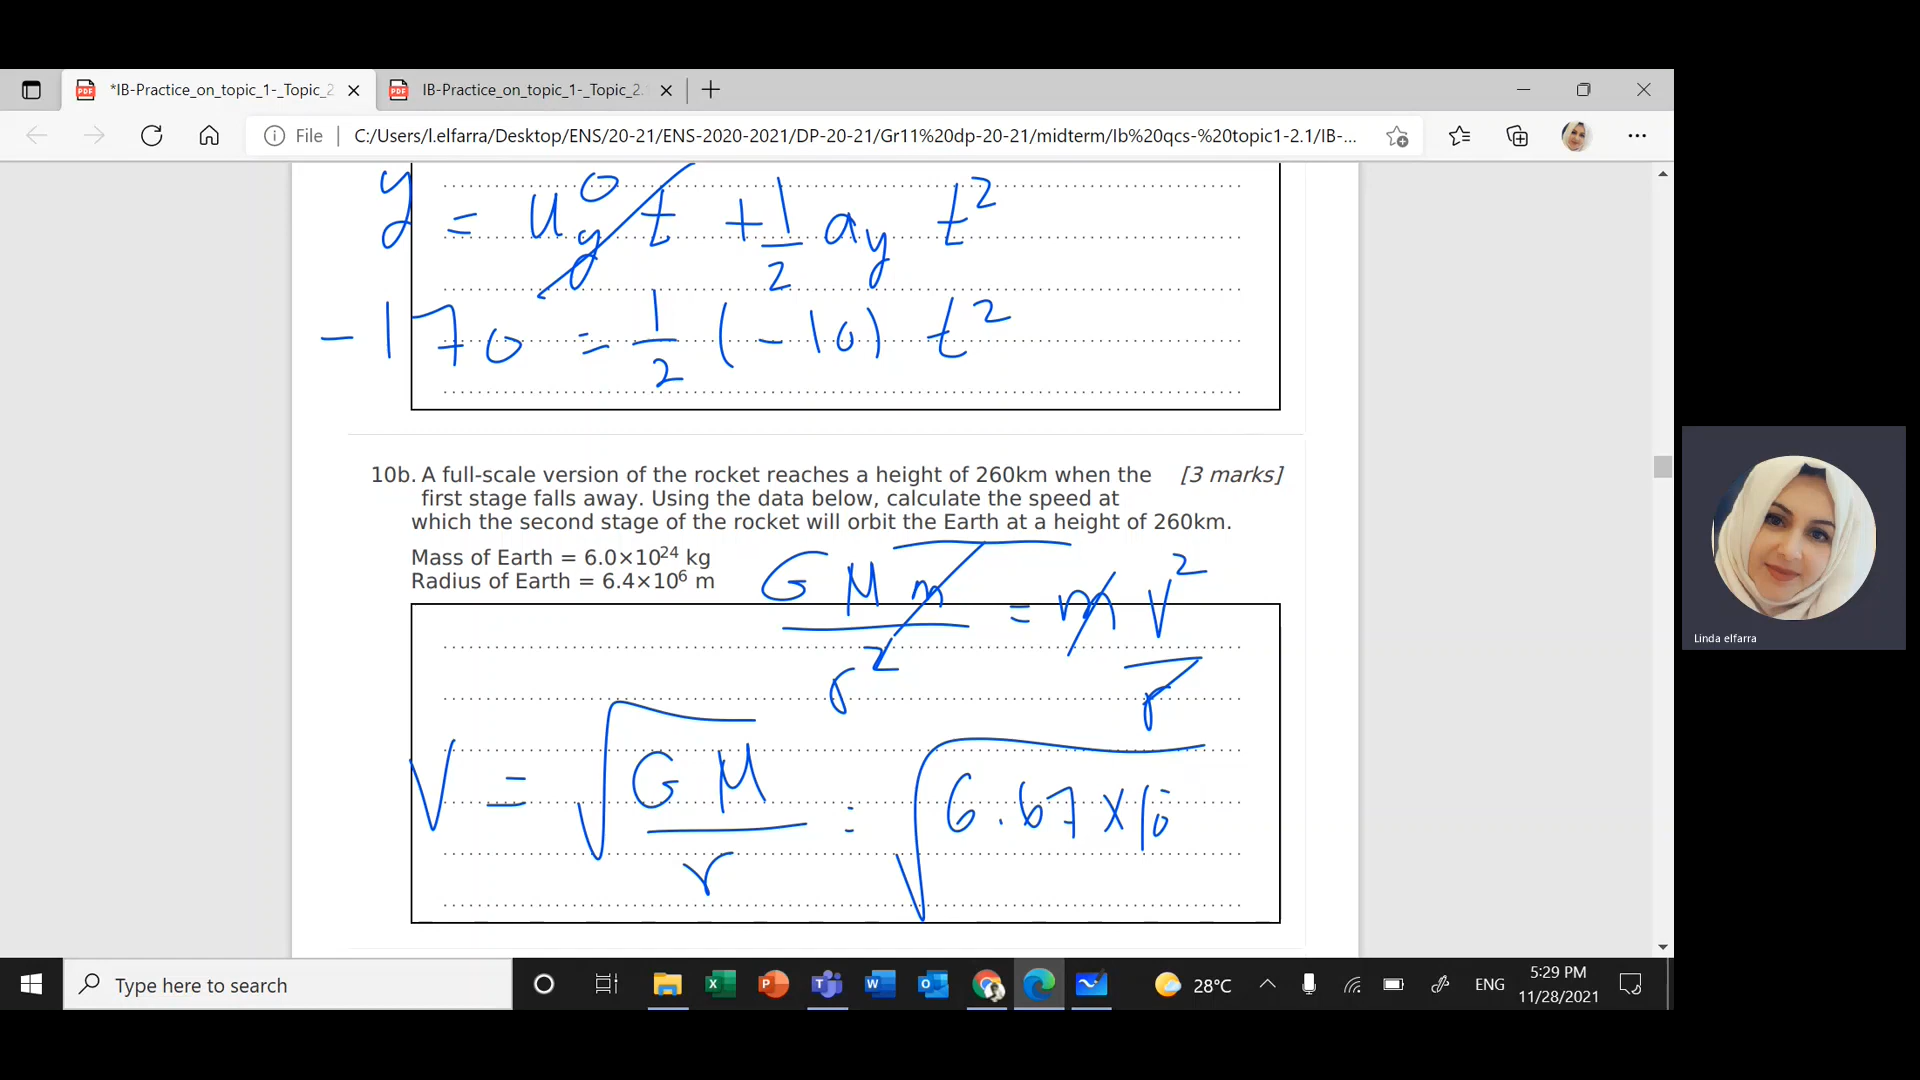 *IB-Practice_on_topic_1-_Topic_2
IB-Practice_on_topic_1-_Topic_2.
File
C:/Users/l.elfarra/Desktop/ENS/20-21/ENS-2020-2021/DP-20-21/Gr11%20dp-20-21/midterm/Ib%20qcs-%20topic1-2.1/IB-...
y = u_y t^0 + 1/2 a_y t²
-170 = 1/2 (-10) t²
10b. A full-scale version of the rocket reaches a height of 260km when the [3 marks]
first stage falls away. Using the data below, calculate the speed at
which the second stage of the rocket will orbit the Earth at a height of 260km.
Mass of Earth = 6.0×10²⁴ kg
Radius of Earth = 6.4×10⁶ m
G M m / r² = m v² / r
V = √(G M / r) = √(6.67 × 10
Linda elfarra
Type here to search
28°C
ENG
5:29 PM
11/28/2021